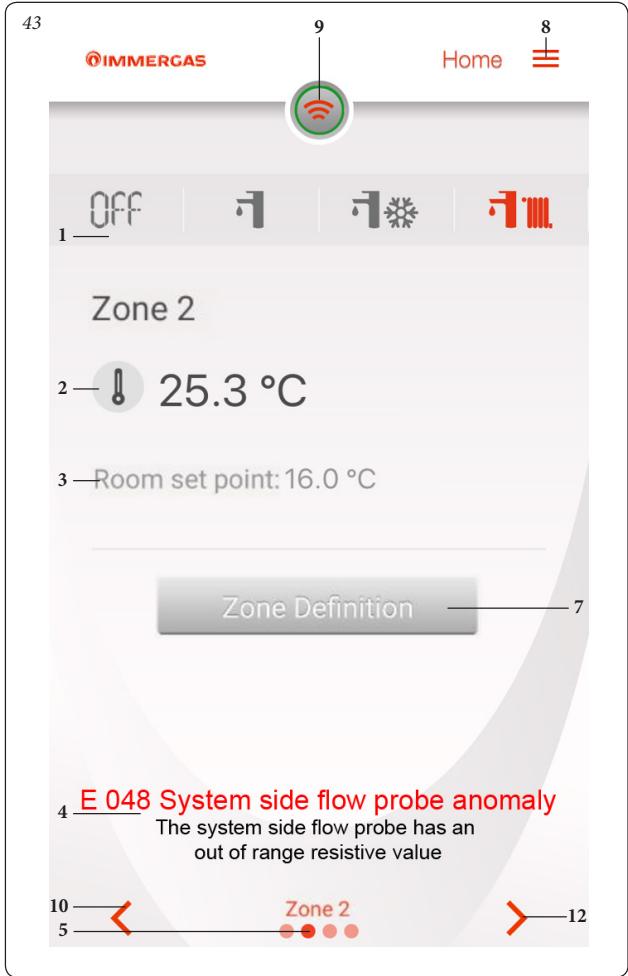 43
9
8
IMMERGAS
Home
OFF
1
Zone 2
2
25.3 °C
3
Room set point: 16.0 °C
Zone Definition
7
E 048 System side flow probe anomaly
4
The system side flow probe has an
out of range resistive value
10
Zone 2
12
5